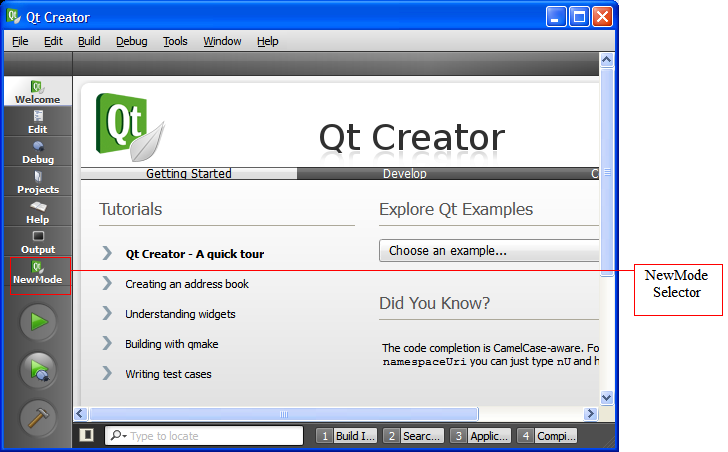 Qt Creator
File Edit Build Debug Tools Window Help
Welcome
Edit
Debug
Projects
Help
Output
NewMode
Qt
Qt Creator
Getting Started Develop C
Tutorials
Qt Creator - A quick tour
Creating an address book
Understanding widgets
Building with qmake
Writing test cases
Explore Qt Examples
Choose an example...
Did You Know?
The code completion is CamelCase-aware. Fo
namespaceUri you can just type nU and h
Type to locate
1 Build I... 2 Searc... 3 Applic... 4 Compi...
NewMode
Selector